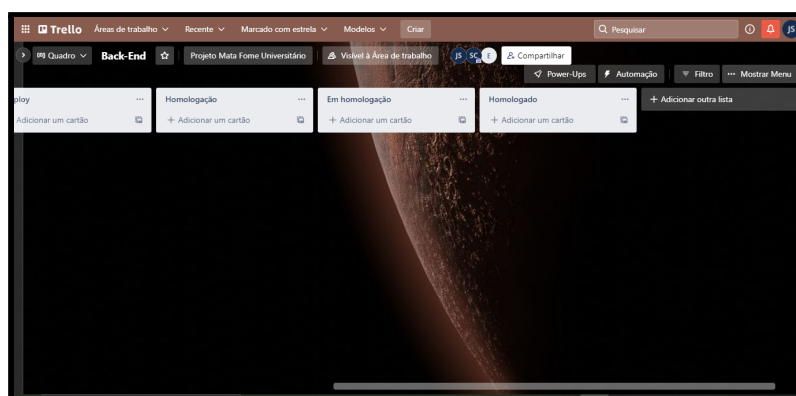 Trello Áreas de trabalho Recente Marcado com estrela Modelos Criar Pesquisar JS
Quadro Back-End Projeto Mata Fome Universitário Visível à Área de trabalho JS SC E Compartilhar
Power-Ups Automação Filtro Mostrar Menu
ploy Homologação Em homologação Homologado + Adicionar outra lista
Adicionar um cartão + Adicionar um cartão + Adicionar um cartão + Adicionar um cartão